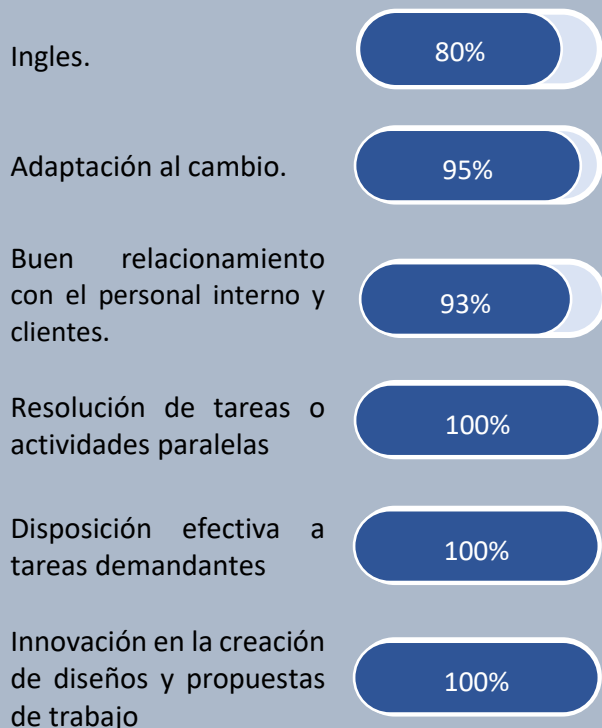 Ingles.
80%
Adaptación al cambio.
95%
Buen relacionamiento
con el personal interno y
clientes.
93%
Resolución de tareas o
actividades paralelas
100%
Disposición efectiva a
tareas demandantes
100%
Innovación en la creación
de diseños y propuestas
de trabajo
100%